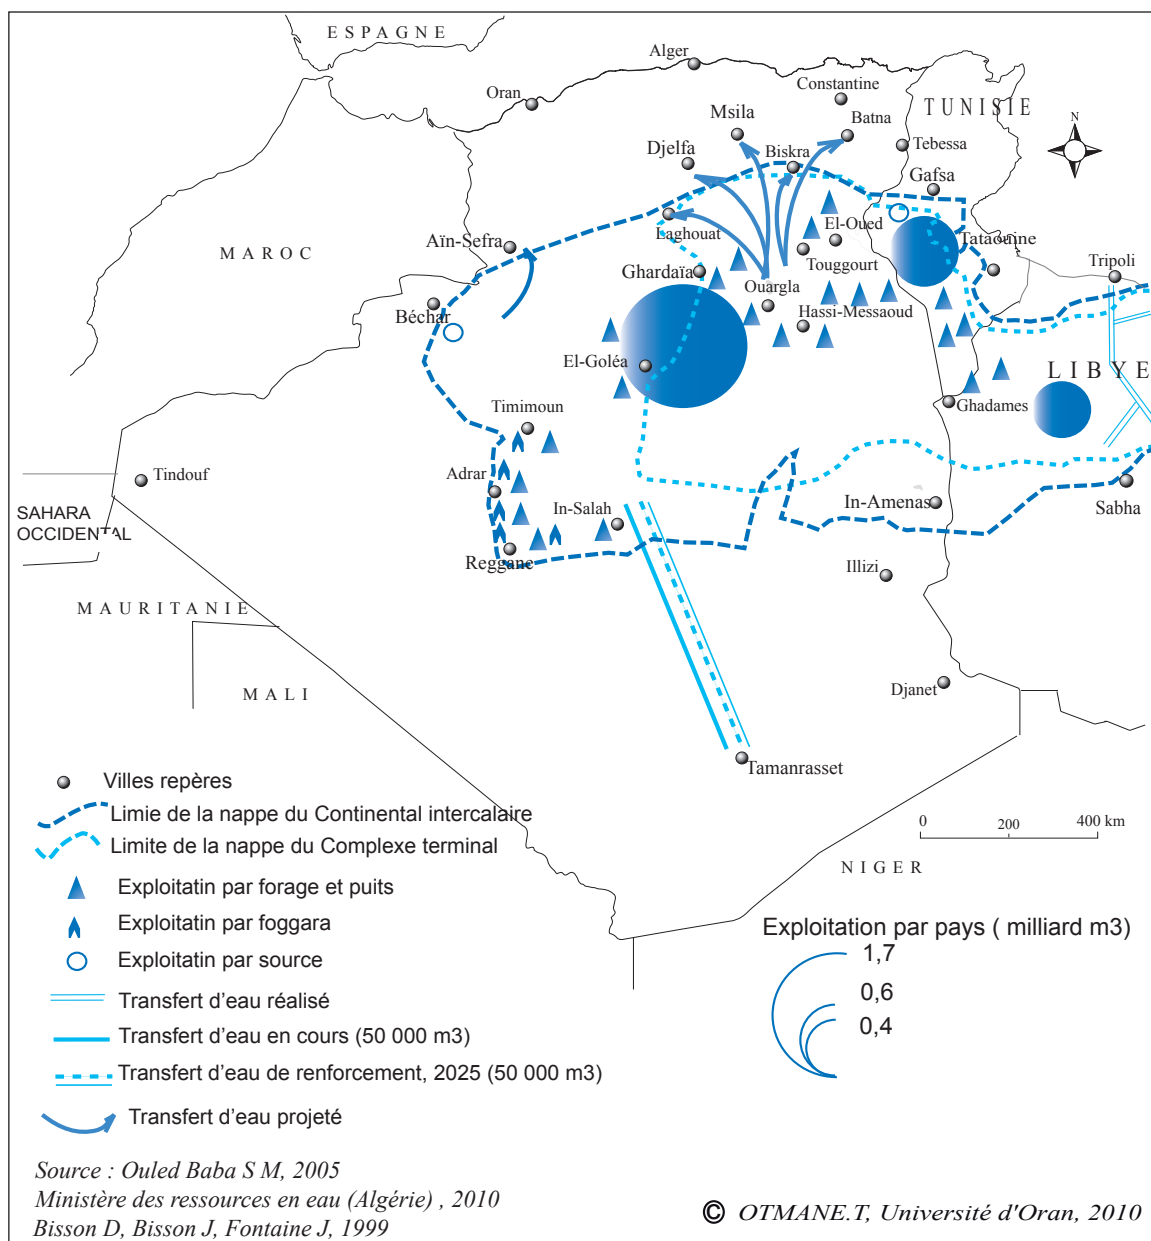 ESPAGNE
Alger
Constantine
Oran
TUNISIE
Msila
Batna
N
Tebessa
Djelfa
Biskra
Gafsa
Laghouat
El-Oued
Aïn-Sefra
Tataouine
MAROC
Touggourt
Tripoli
Ghardaïa
Ouargla
Béchar
Hassi-Messaoud
El-Goléa
LIBYE
Ghadames
Timimoun
Tindouf
Adrar
In-Salah
In-Amenas
Sabha
SAHARA
OCCIDENTAL
Reggane
Illizi
MAURITANIE
MALI
Djanet
Tamanrasset
NIGER
0 200 400 km
Villes repères
Limie de la nappe du Continental intercalaire
Limite de la nappe du Complexe terminal
Exploitatin par forage et puits
Exploitatin par foggara
Exploitatin par source
Transfert d'eau réalisé
Transfert d'eau en cours (50 000 m3)
Transfert d'eau de renforcement, 2025 (50 000 m3)
Transfert d'eau projeté
Exploitation par pays ( milliard m3)
1,7
0,6
0,4
Source : Ouled Baba S M, 2005
Ministère des ressources en eau (Algérie) , 2010
Bisson D, Bisson J, Fontaine J, 1999
© OTMANE.T, Université d'Oran, 2010